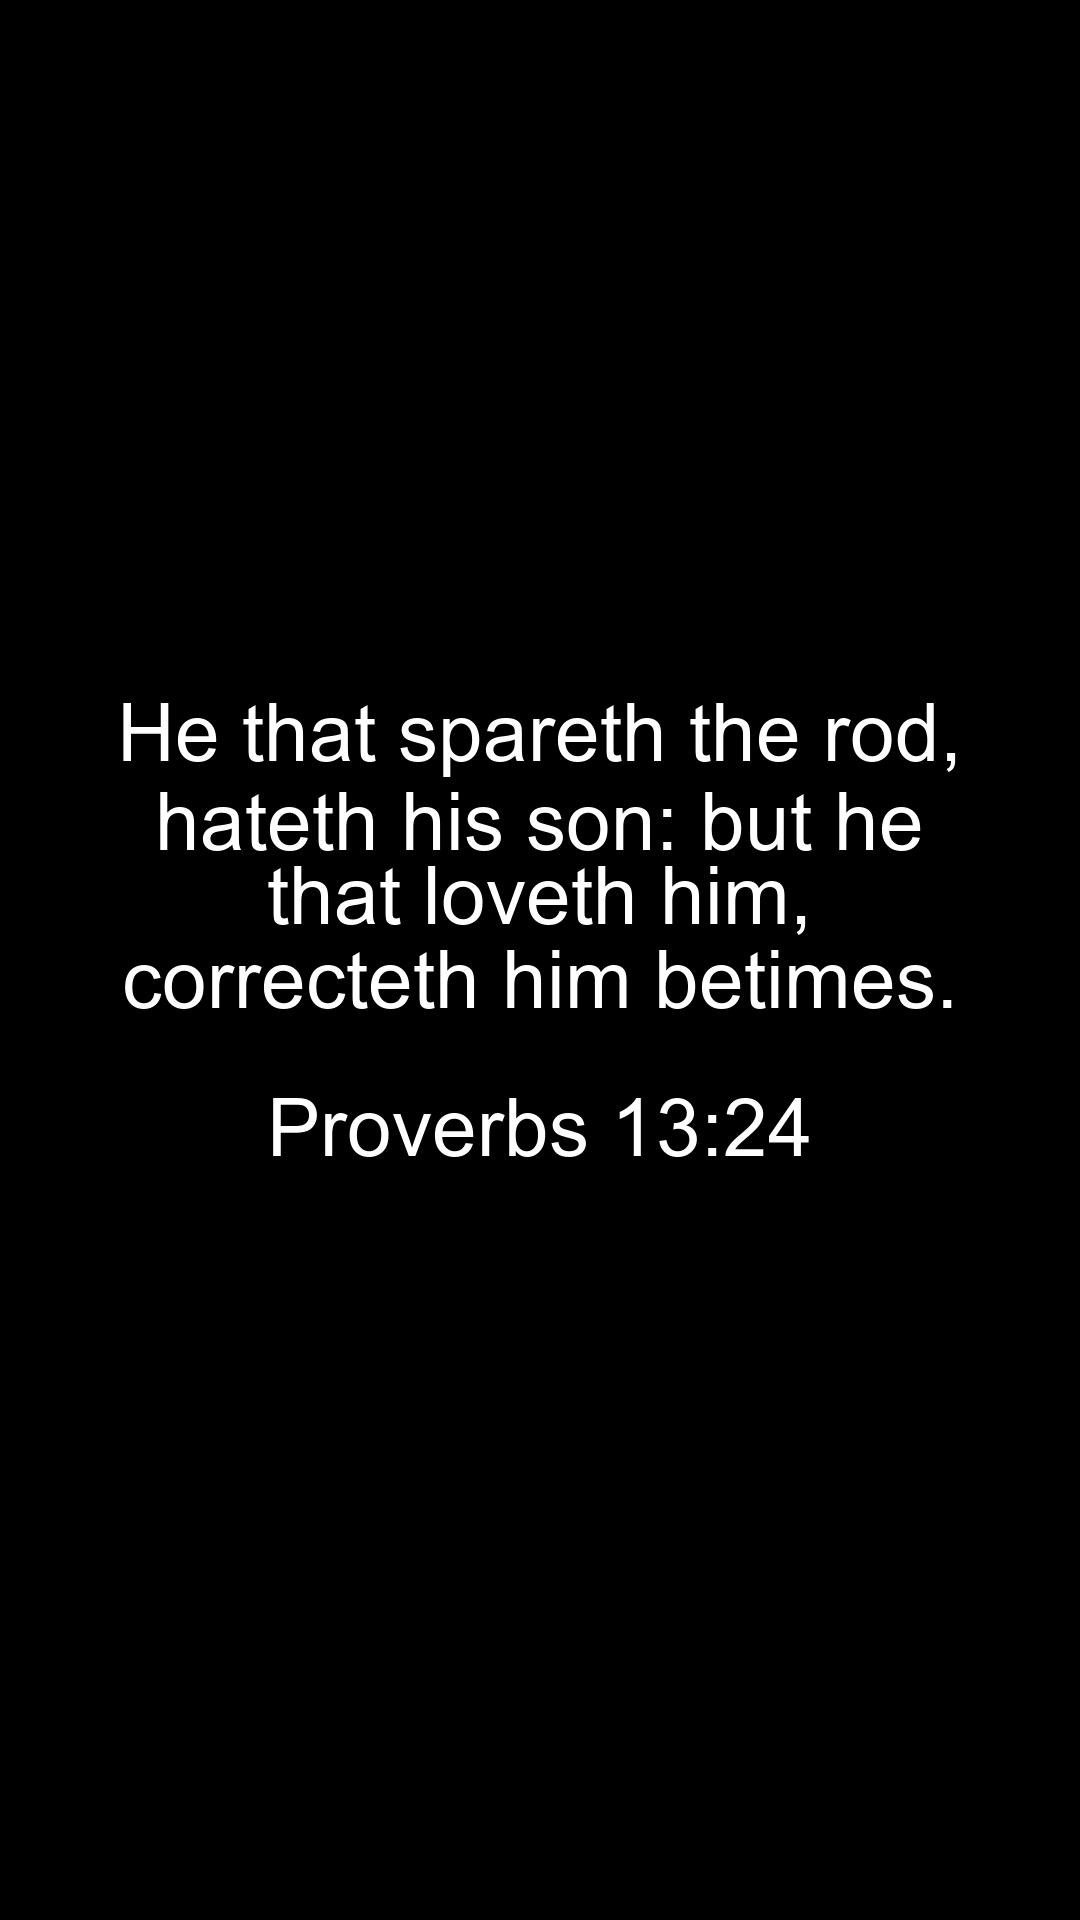 He that spareth the rod,
hateth his son: but he
that loveth him,
correcteth him betimes.
Proverbs 13:24